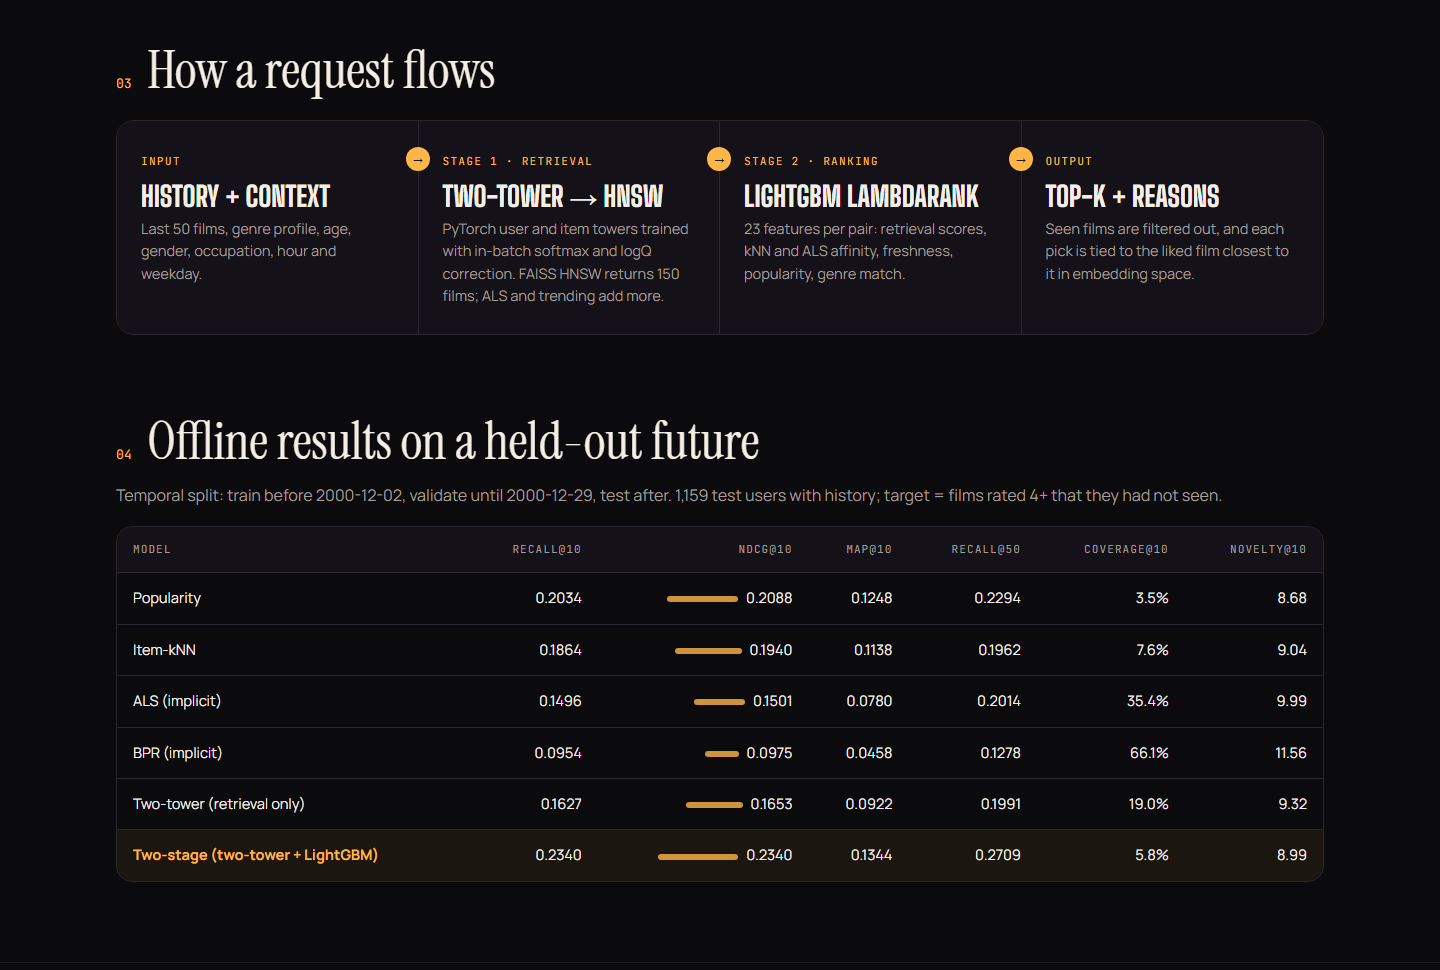 03 How a request flows
INPUT
HISTORY + CONTEXT
Last 50 films, genre profile, age,
gender, occupation, hour and
weekday.
→
STAGE 1 · RETRIEVAL
TWO-TOWER → HNSW
PyTorch user and item towers trained
with in-batch softmax and logQ
correction. FAISS HNSW returns 150
films; ALS and trending add more.
→
STAGE 2 · RANKING
LIGHTGBM LAMBDARANK
23 features per pair: retrieval scores,
kNN and ALS affinity, freshness,
popularity, genre match.
→
OUTPUT
TOP-K + REASONS
Seen films are filtered out, and each
pick is tied to the liked film closest to
it in embedding space.
04 Offline results on a held-out future
Temporal split: train before 2000-12-02, validate until 2000-12-29, test after. 1,159 test users with history; target = films rated 4+ that they had not seen.
MODEL RECALL@10 NDCG@10 MAP@10 RECALL@50 COVERAGE@10 NOVELTY@10
Popularity 0.2034 0.2088 0.1248 0.2294 3.5% 8.68
Item-kNN 0.1864 0.1940 0.1138 0.1962 7.6% 9.04
ALS (implicit) 0.1496 0.1501 0.0780 0.2014 35.4% 9.99
BPR (implicit) 0.0954 0.0975 0.0458 0.1278 66.1% 11.56
Two-tower (retrieval only) 0.1627 0.1653 0.0922 0.1991 19.0% 9.32
Two-stage (two-tower + LightGBM) 0.2340 0.2340 0.1344 0.2709 5.8% 8.99